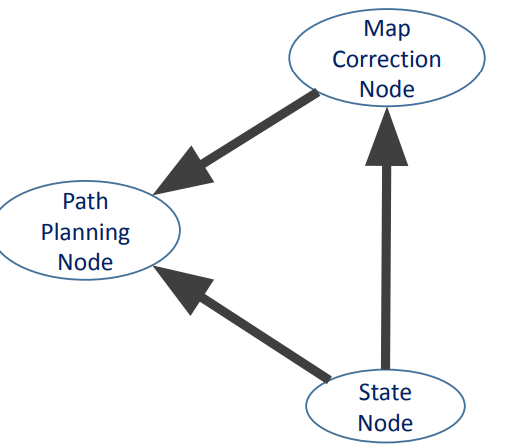 Map
Correction
Node
Path
Planning
Node
State
Node